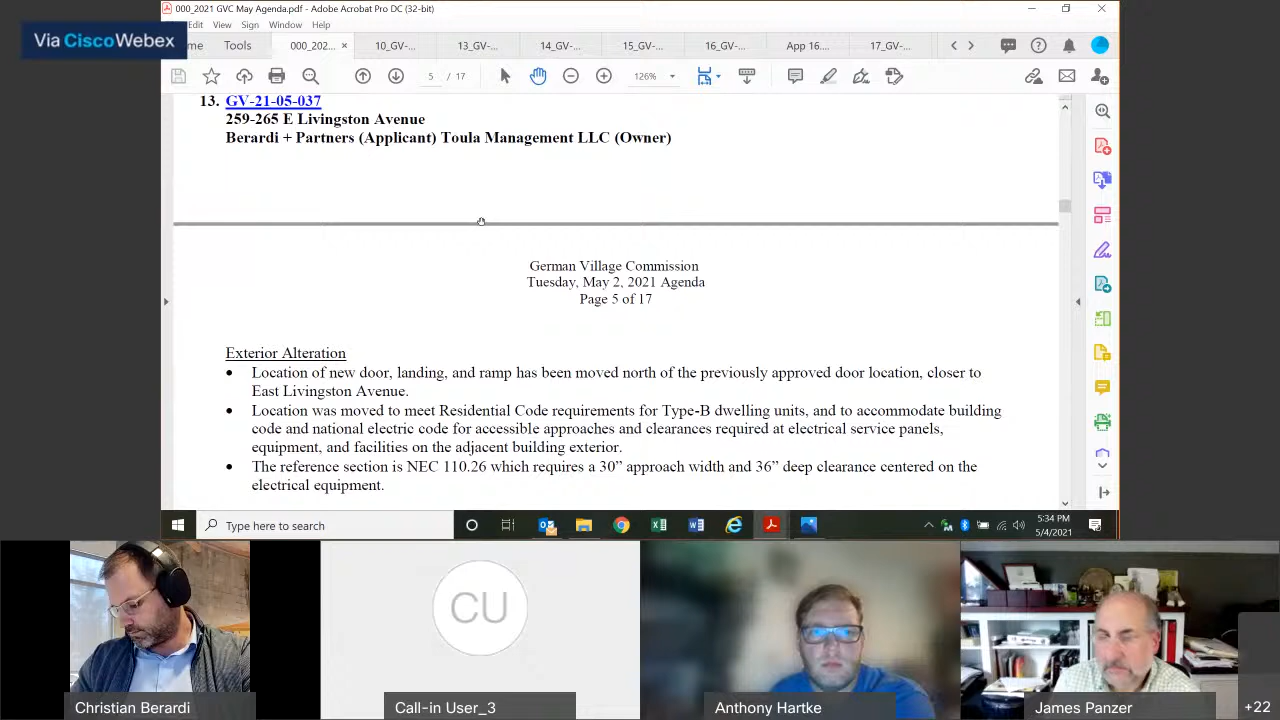 000_2021 GVC May Agenda.pdf - Adobe Acrobat Pro DC (32-bit)
Edit View Sign Window Help
Via Cisco Webex
me Tools 000_202... × 10_GV-... 13_GV-... 14_GV-... 15_GV-... 16_GV-... App 16... 17_GV-...
5 / 17 126%
13. GV-21-05-037
259-265 E Livingston Avenue
Berardi + Partners (Applicant) Toula Management LLC (Owner)
German Village Commission
Tuesday, May 2, 2021 Agenda
Page 5 of 17
Exterior Alteration
• Location of new door, landing, and ramp has been moved north of the previously approved door location, closer to
East Livingston Avenue.
• Location was moved to meet Residential Code requirements for Type-B dwelling units, and to accommodate building
code and national electric code for accessible approaches and clearances required at electrical service panels,
equipment, and facilities on the adjacent building exterior.
• The reference section is NEC 110.26 which requires a 30” approach width and 36” deep clearance centered on the
electrical equipment.
Type here to search
5:34 PM
5/4/2021
CU
Christian Berardi
Call-in User_3
Anthony Hartke
James Panzer
+22